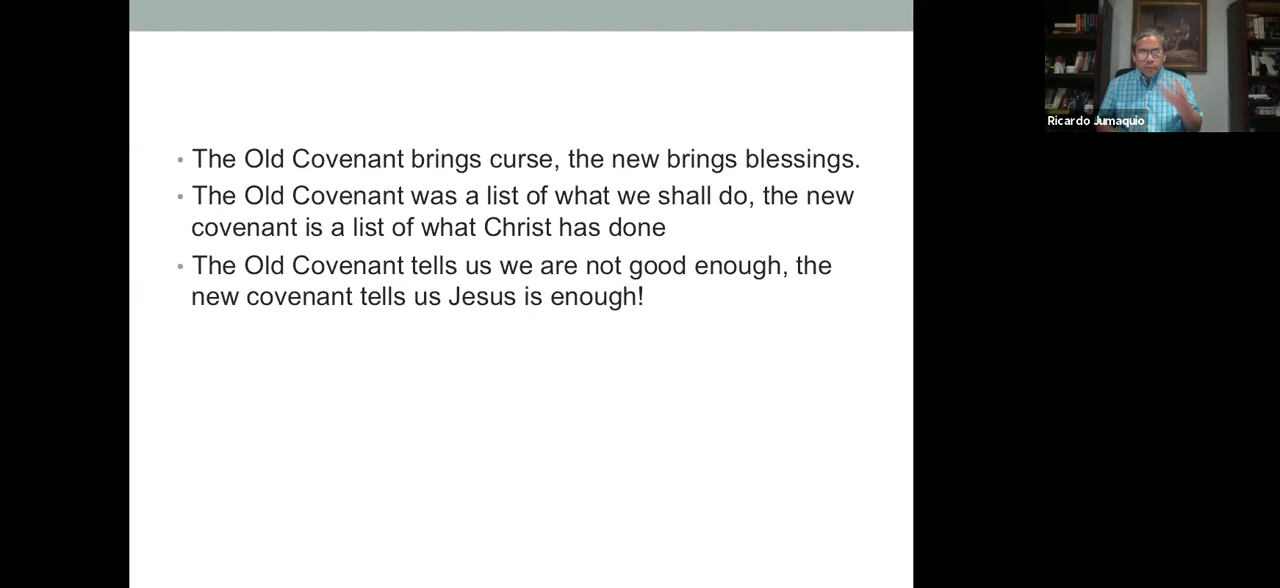 The Old Covenant brings curse, the new brings blessings.
The Old Covenant was a list of what we shall do, the new
covenant is a list of what Christ has done
The Old Covenant tells us we are not good enough, the
new covenant tells us Jesus is enough!
Ricardo Jumaquio